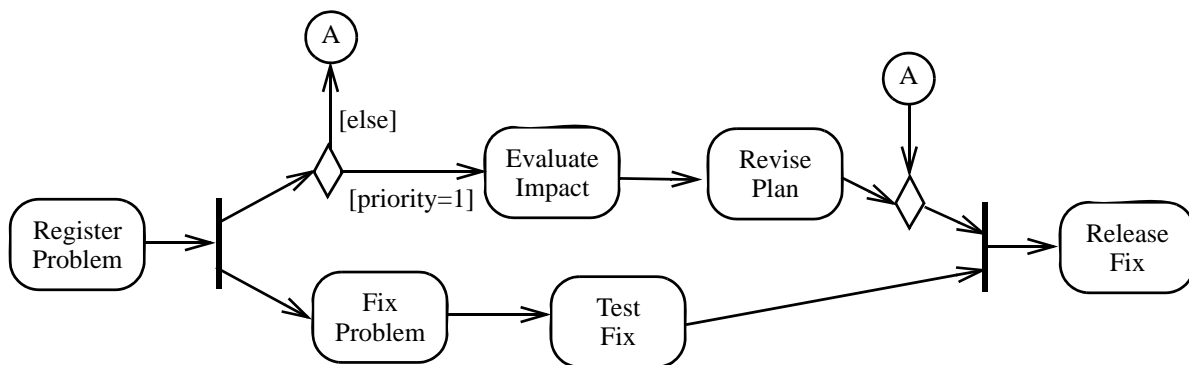 A
A
[else]
Evaluate
Impact
Revise
Plan
[priority=1]
Register
Problem
Release
Fix
Fix
Problem
Test
Fix